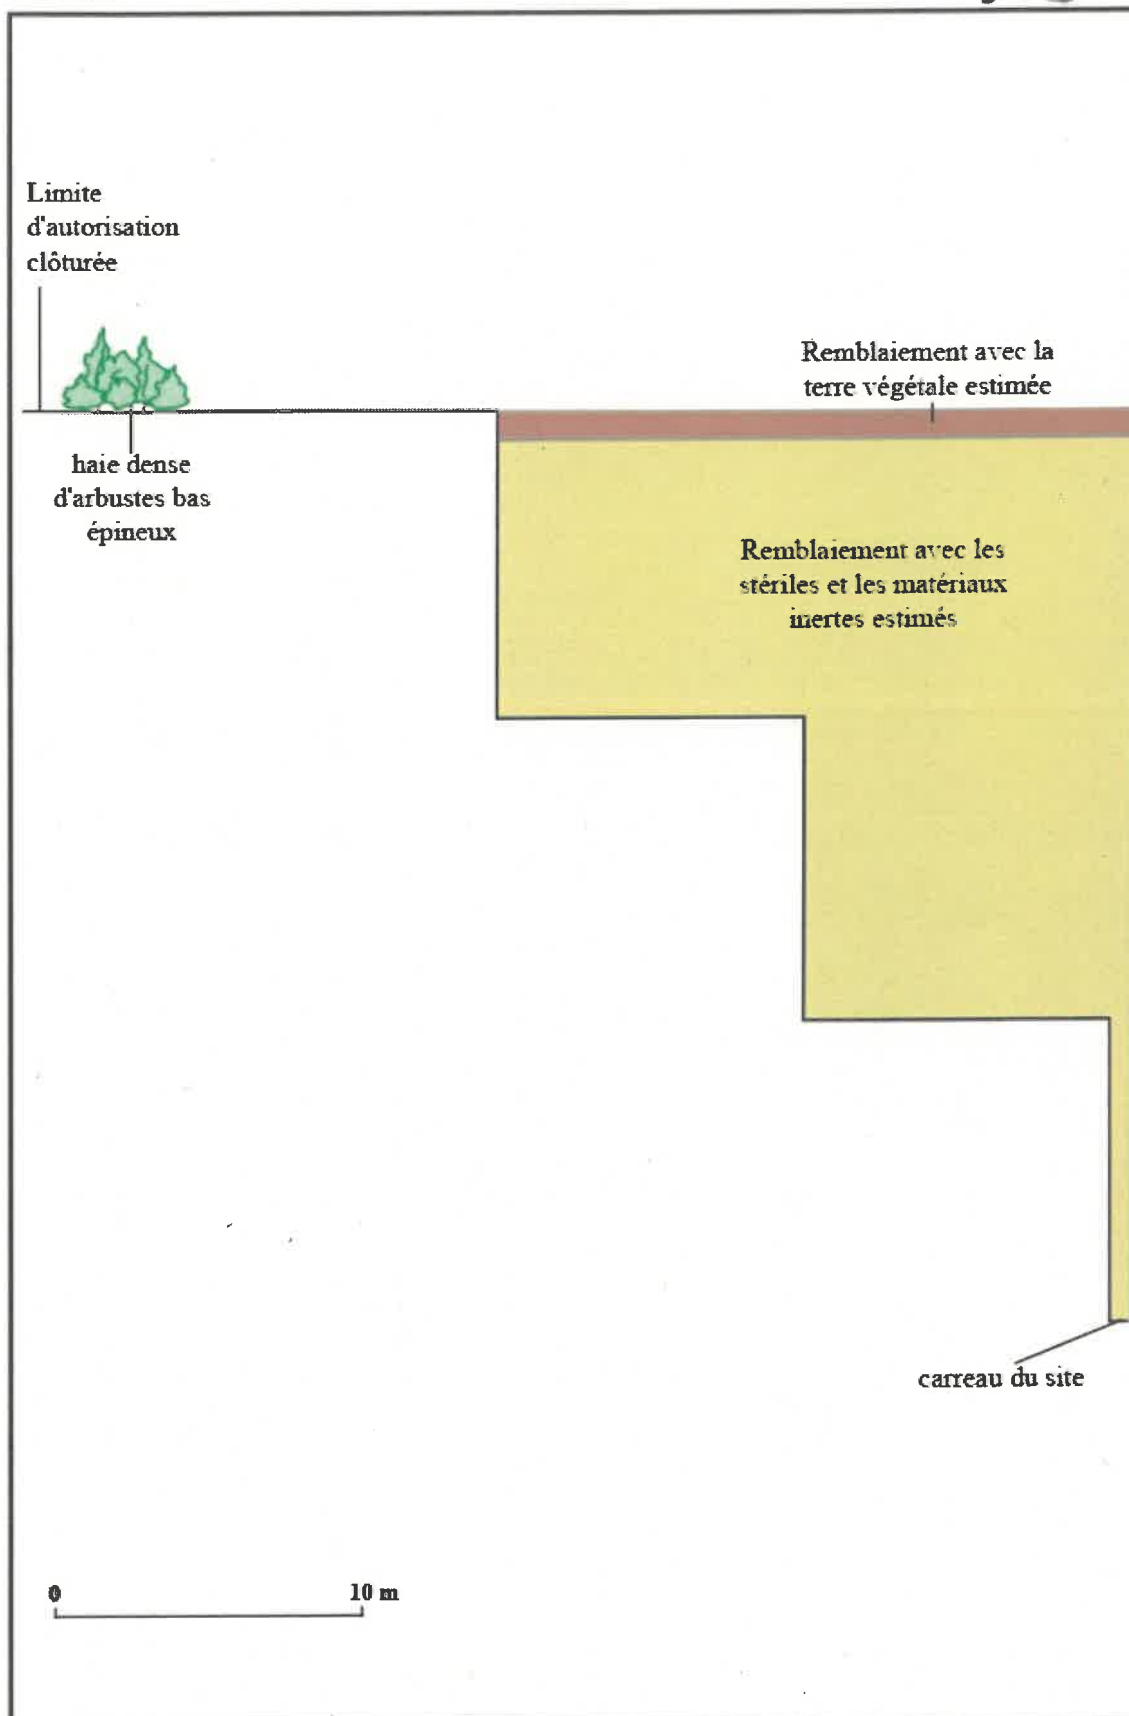 Limite
d'autorisation
clôturée
Remblaiement avec la
terre végétale estimée
haie dense
d'arbustes bas
épineux
Remblaiement avec les
stériles et les matériaux
inertes estimés
carreau du site
0 10 m